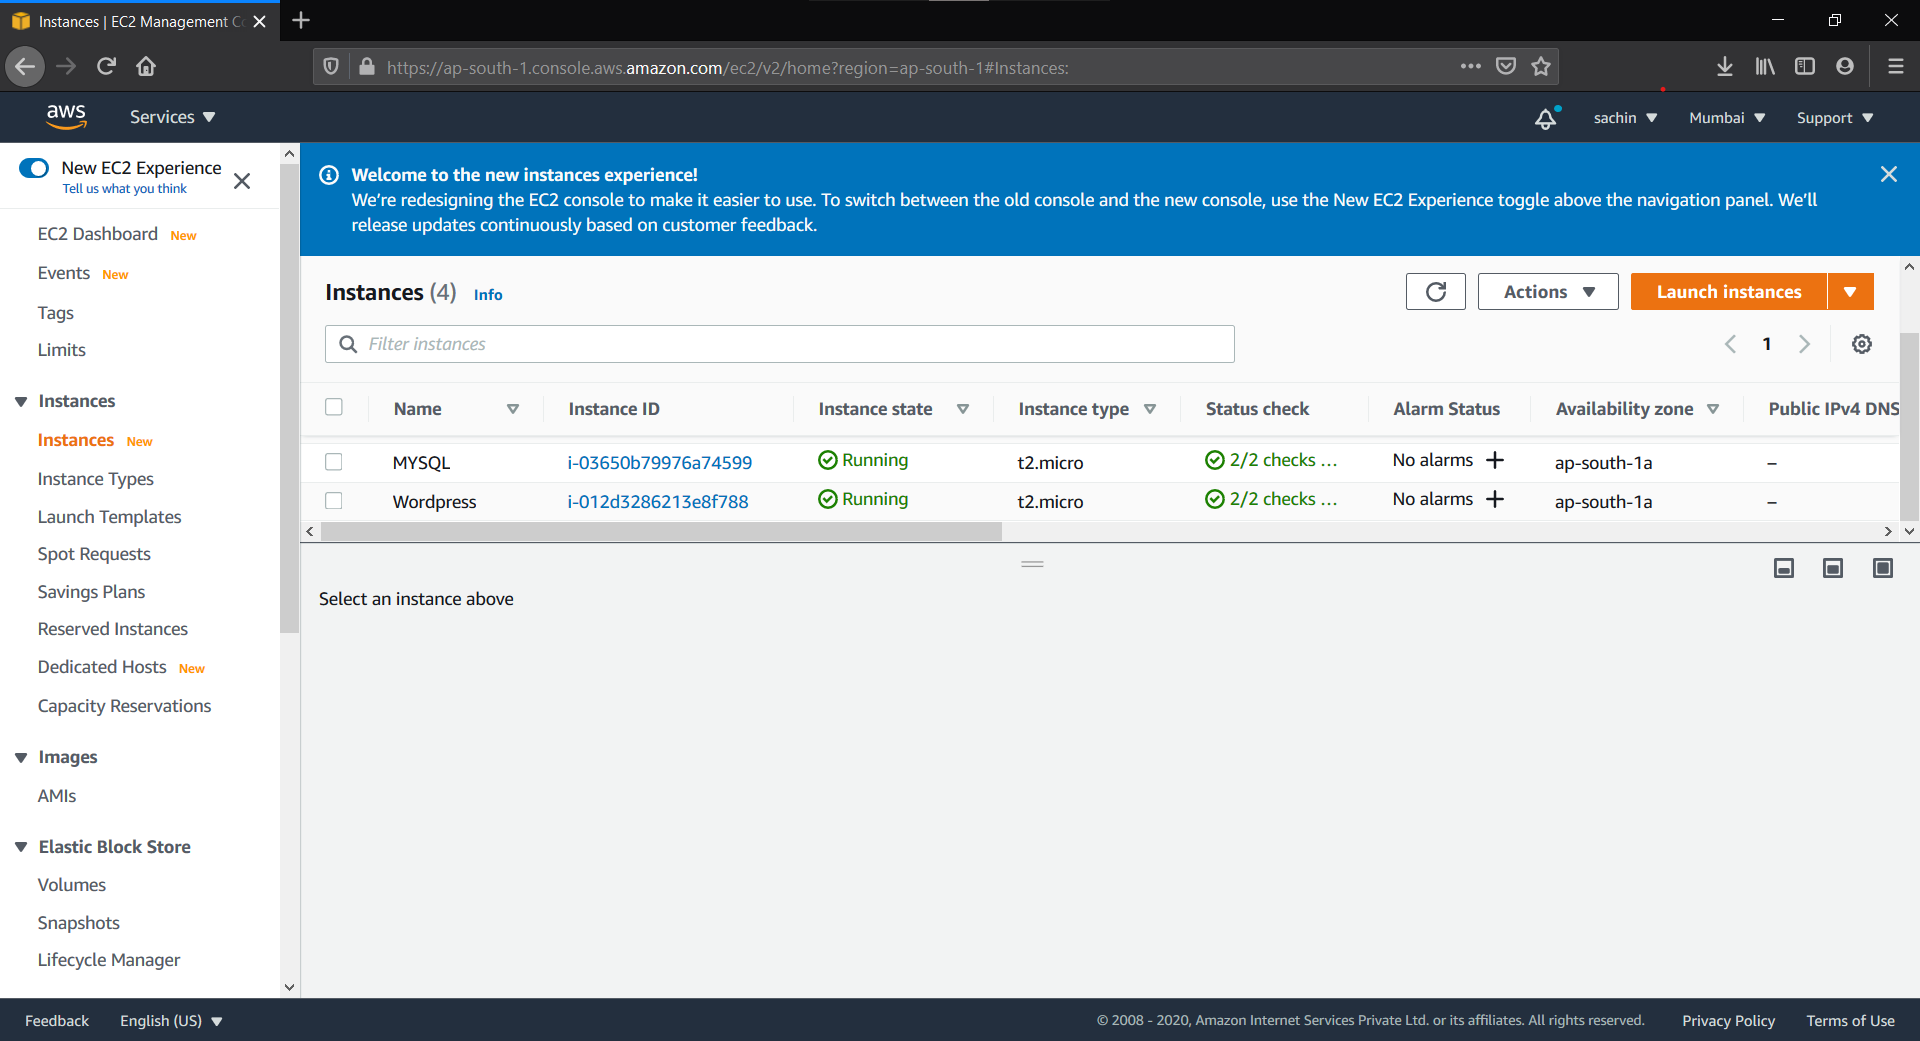 Instances | EC2 Management Co
https://ap-south-1.console.aws.amazon.com/ec2/v2/home?region=ap-south-1#Instances:
aws
Services
sachin
Mumbai
Support
New EC2 Experience
Tell us what you think
EC2 Dashboard New
Events New
Tags
Limits
Instances
Instances New
Instance Types
Launch Templates
Spot Requests
Savings Plans
Reserved Instances
Dedicated Hosts New
Capacity Reservations
Images
AMIs
Elastic Block Store
Volumes
Snapshots
Lifecycle Manager
Welcome to the new instances experience!
We're redesigning the EC2 console to make it easier to use. To switch between the old console and the new console, use the New EC2 Experience toggle above the navigation panel. We'll
release updates continuously based on customer feedback.
Instances (4) Info
Actions
Launch instances
Filter instances
1
Name Instance ID Instance state Instance type Status check Alarm Status Availability zone Public IPv4 DNS
MYSQL i-03650b79976a74599 Running t2.micro 2/2 checks ... No alarms + ap-south-1a –
Wordpress i-012d3286213e8f788 Running t2.micro 2/2 checks ... No alarms + ap-south-1a –
Select an instance above
Feedback
English (US)
© 2008 - 2020, Amazon Internet Services Private Ltd. or its affiliates. All rights reserved.
Privacy Policy
Terms of Use